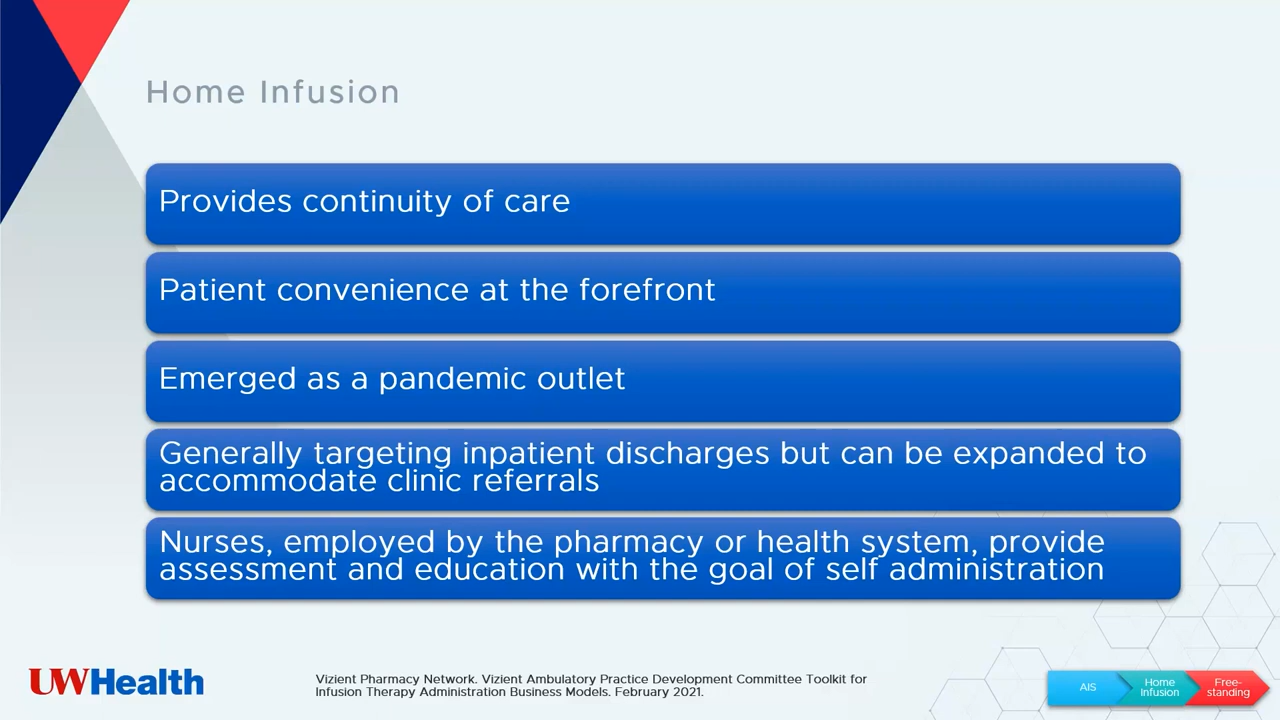 Home Infusion
Provides continuity of care
Patient convenience at the forefront
Emerged as a pandemic outlet
Generally targeting inpatient discharges but can be expanded to
accommodate clinic referrals
Nurses, employed by the pharmacy or health system, provide
assessment and education with the goal of self administration
UWHealth
Vizient Pharmacy Network. Vizient Ambulatory Practice Development Committee Toolkit for
Infusion Therapy Administration Business Models. February 2021.
AIS
Home
Infusion
Free-
standing